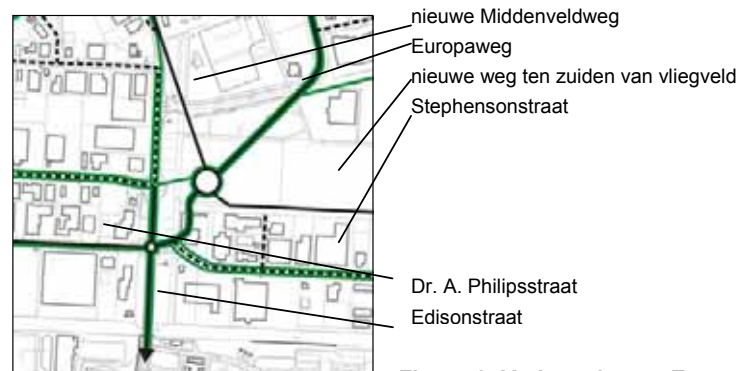 nieuwe Middenveldweg
Europaweg
nieuwe weg ten zuiden van vliegveld
Stephensonstraat
Dr. A. Philipsstraat
Edisonstraat